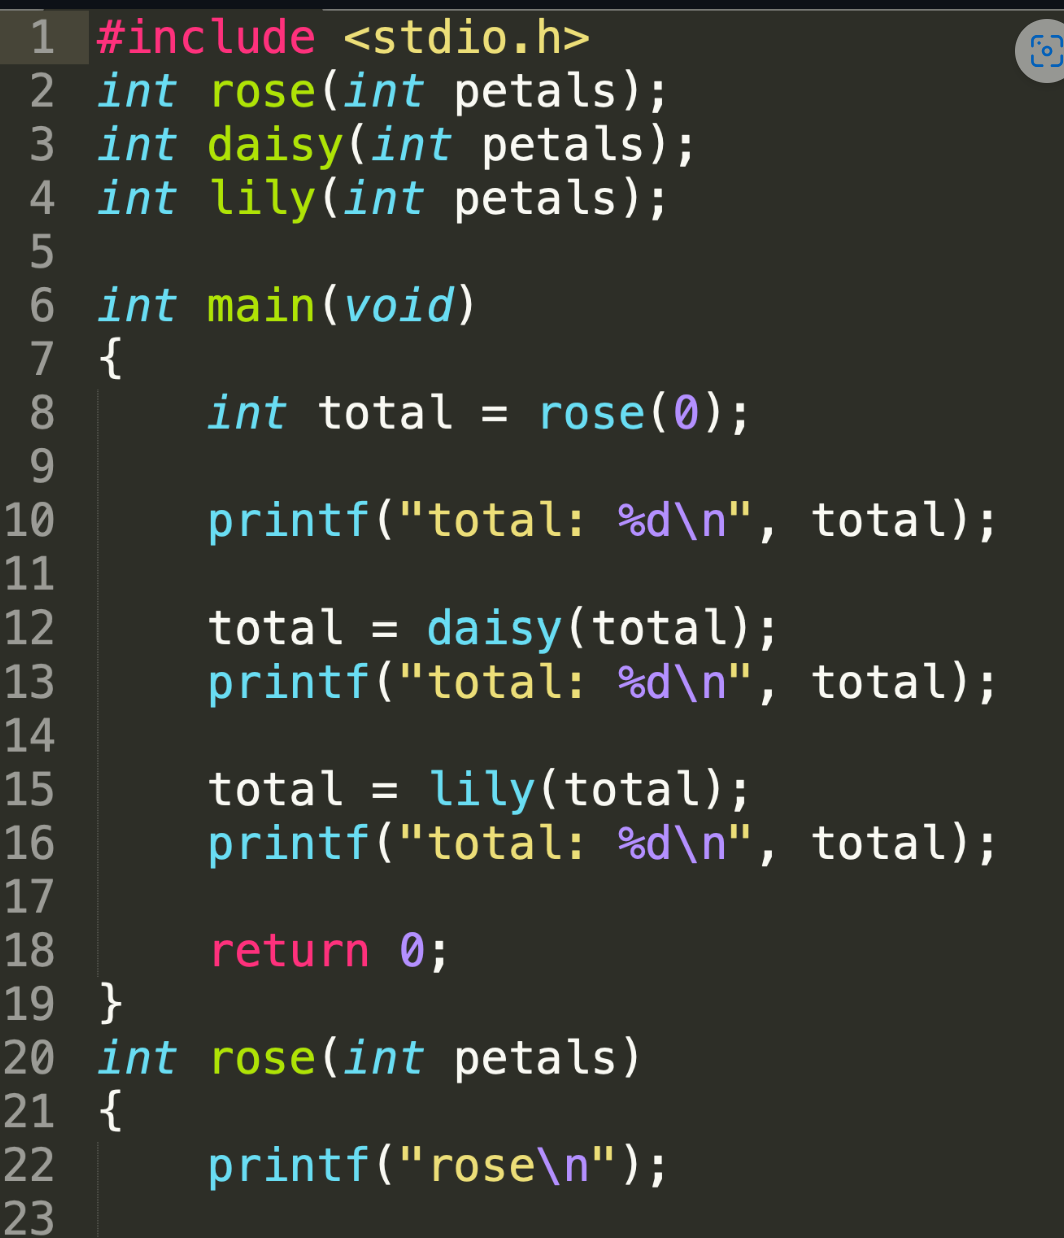 1 #include <stdio.h>
2 int rose(int petals);
3 int daisy(int petals);
4 int lily(int petals);
5
6 int main(void)
7 {
8     int total = rose(0);
9
10     printf("total: %d\n", total);
11
12     total = daisy(total);
13     printf("total: %d\n", total);
14
15     total = lily(total);
16     printf("total: %d\n", total);
17
18     return 0;
19 }
20 int rose(int petals)
21 {
22     printf("rose\n");
23